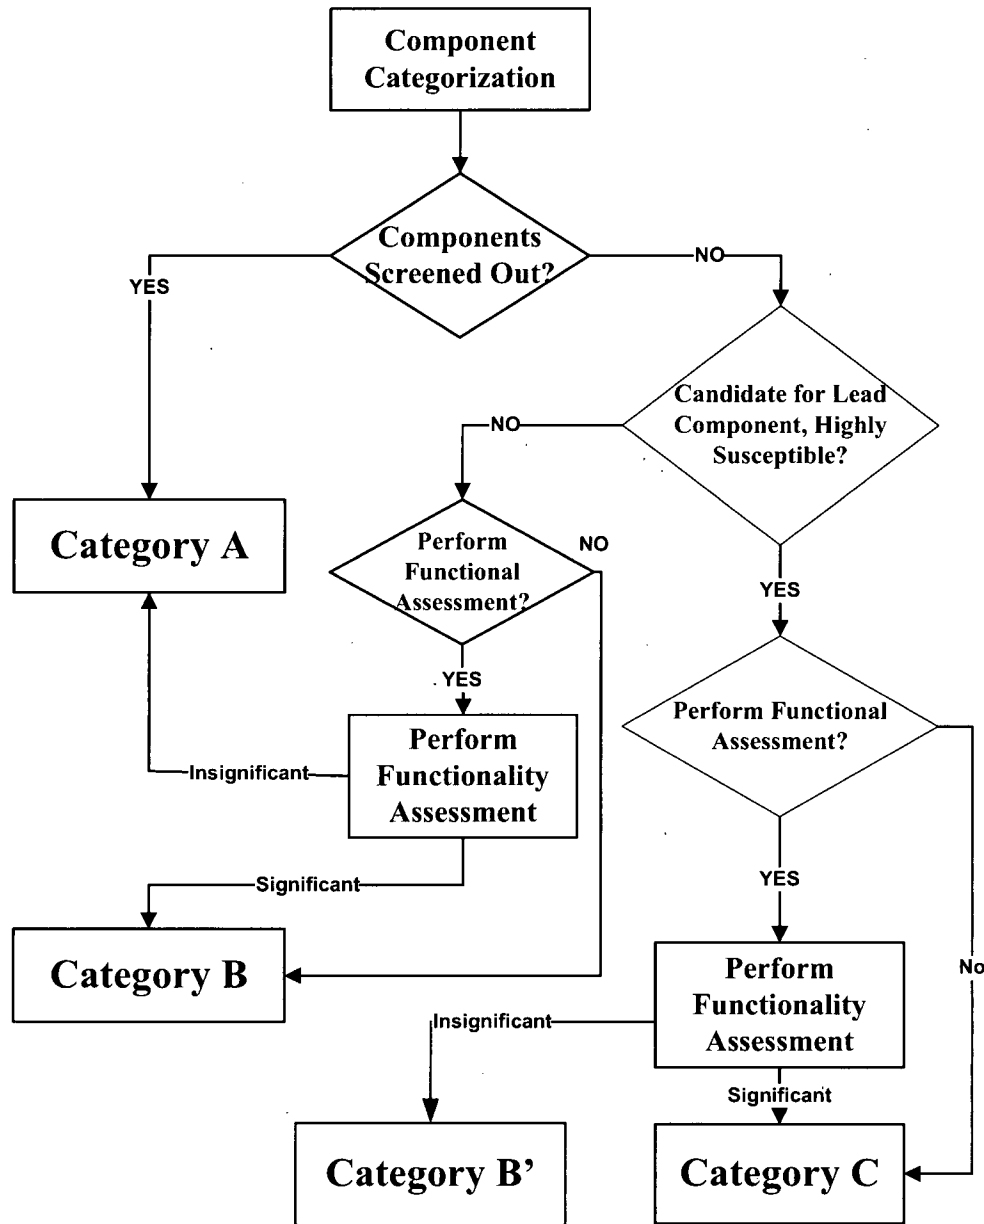 Component
Categorization
Components
Screened Out?
YES
NO
Candidate for Lead
Component, Highly
Susceptible?
NO
Category A
Perform
Functional
Assessment?
NO
YES
YES
Perform Functional
Assessment?
Perform
Functionality
Assessment
Insignificant
Significant
YES
Category B
Perform
Functionality
Assessment
No
Insignificant
Significant
Category B’
Category C